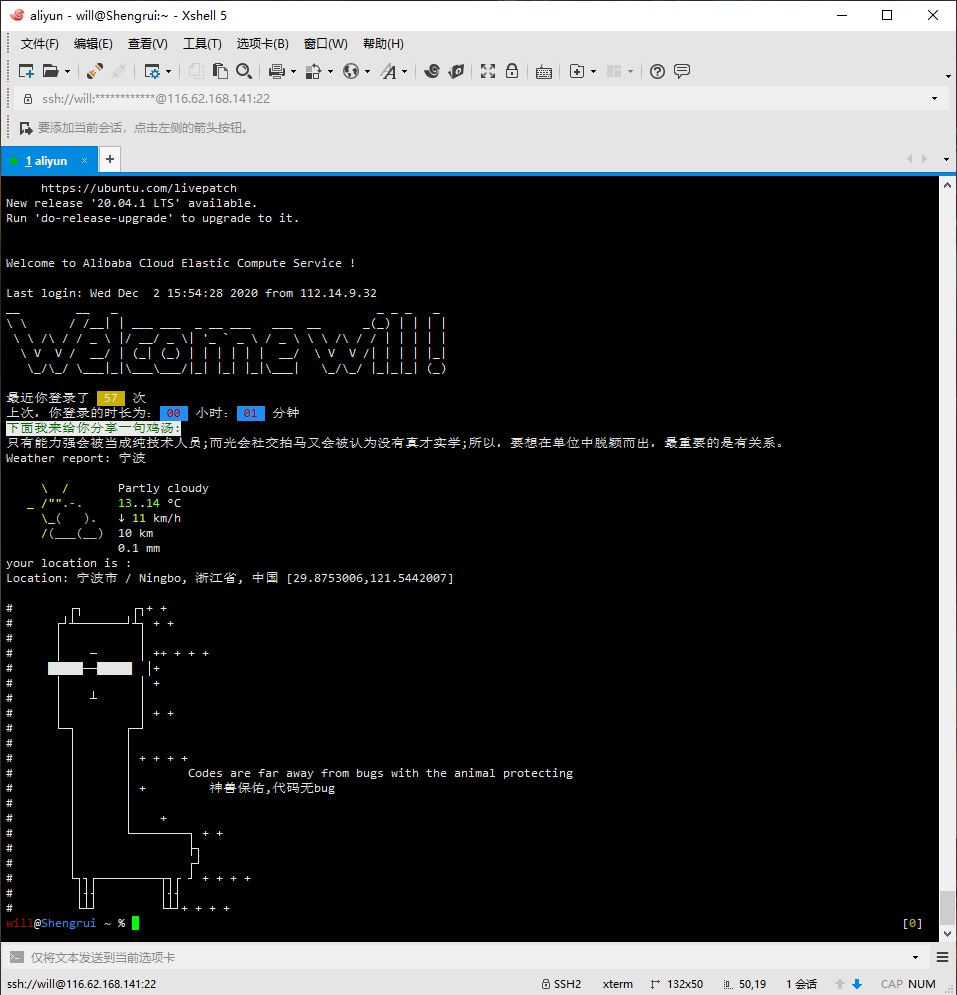 aliyun - will@Shengrui:~ - Xshell 5
文件(F) 编辑(E) 查看(V) 工具(T) 选项卡(B) 窗口(W) 帮助(H)
ssh://will:************@116.62.168.141:22
要添加当前会话，点击左侧的箭头按钮。
1 aliyun × +
https://ubuntu.com/livepatch
New release '20.04.1 LTS' available.
Run 'do-release-upgrade' to upgrade to it.
Welcome to Alibaba Cloud Elastic Compute Service !
Last login: Wed Dec  2 15:54:28 2020 from 112.14.9.32
Welcome will!
最近你登录了 57 次
上次，你登录的时长为： 00 小时： 01 分钟
下面我来给你分享一句鸡汤:
只有能力强会被当成纯技术人员;而光会社交拍马又会被认为没有真才实学;所以，要想在单位中脱颖而出，最重要的是有关系。
Weather report: 宁波
Partly cloudy
13..14 °C
↓ 11 km/h
10 km
0.1 mm
your location is :
Location: 宁波市 / Ningbo, 浙江省, 中国 [29.8753006,121.5442007]
Codes are far away from bugs with the animal protecting
神兽保佑,代码无bug
will@Shengrui ~ % [0]
仅将文本发送到当前选项卡
ssh://will@116.62.168.141:22 SSH2 xterm 132x50 50,19 1 会话 CAP NUM